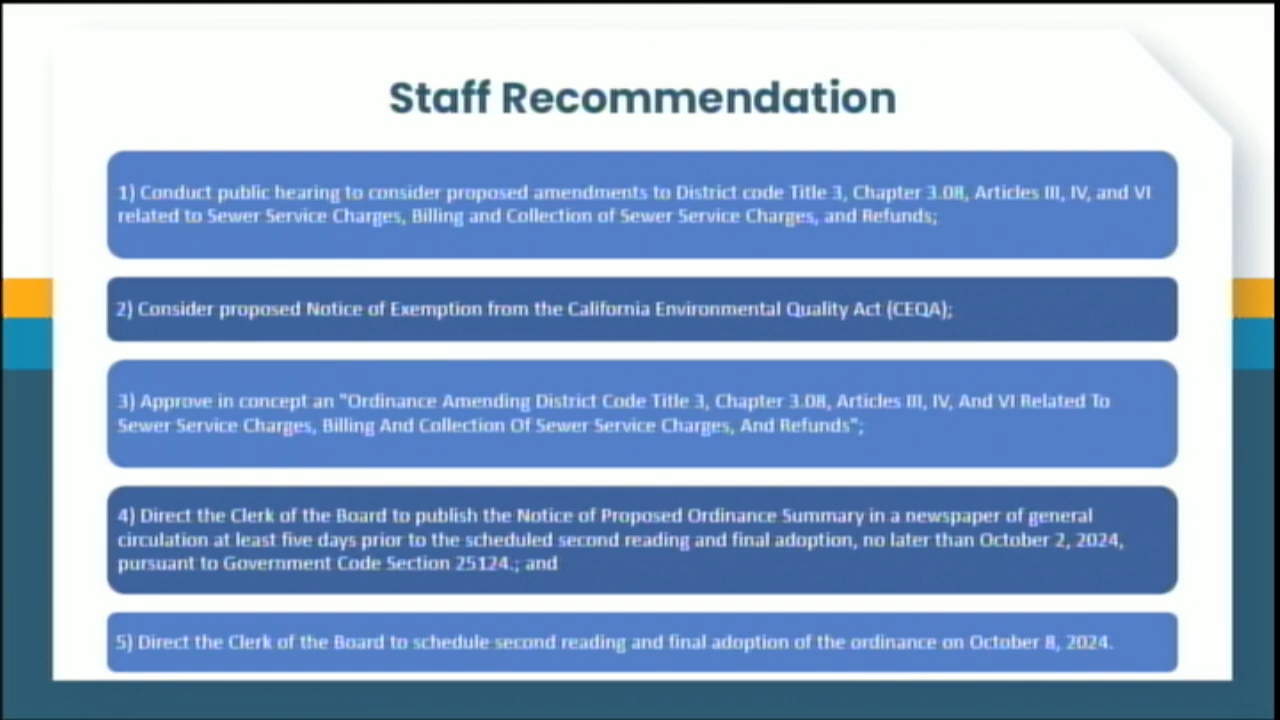 Staff Recommendation
1) Conduct public hearing to consider proposed amendments to District code Title 3, Chapter 3.08, Articles III, IV, and VI
related to Sewer Service Charges, Billing and Collection of Sewer Service Charges, and Refunds;
2) Consider proposed Notice of Exemption from the California Environmental Quality Act (CEQA);
3) Approve in concept an "Ordinance Amending District Code Title 3, Chapter 3.08, Articles III, IV, And VI Related To
Sewer Service Charges, Billing And Collection Of Sewer Service Charges, And Refunds";
4) Direct the Clerk of the Board to publish the Notice of Proposed Ordinance Summary in a newspaper of general
circulation at least five days prior to the scheduled second reading and final adoption, no later than October 2, 2024,
pursuant to Government Code Section 25124.; and
5) Direct the Clerk of the Board to schedule second reading and final adoption of the ordinance on October 8, 2024.